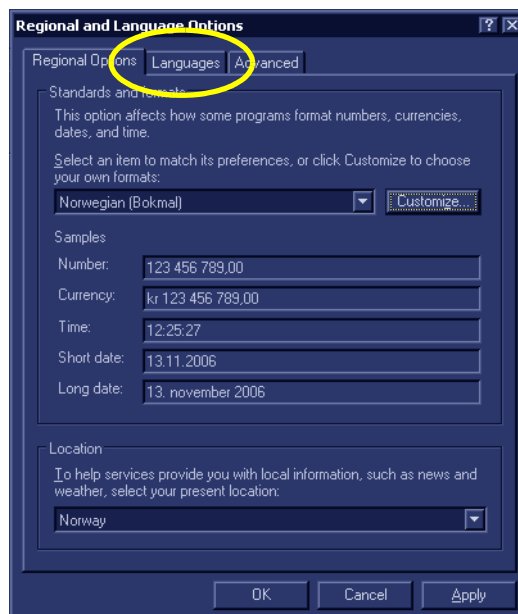 Regional and Language Options
Regional Options Languages Advanced
Standards and formats
This option affects how some programs format numbers, currencies,
dates, and time.
Select an item to match its preferences, or click Customize to choose
your own formats:
Norwegian (Bokmal) Customize...
Samples
Number: 123 456 789,00
Currency: kr 123 456 789,00
Time: 12:25:27
Short date: 13.11.2006
Long date: 13. november 2006
Location
To help services provide you with local information, such as news and
weather, select your present location:
Norway
OK Cancel Apply